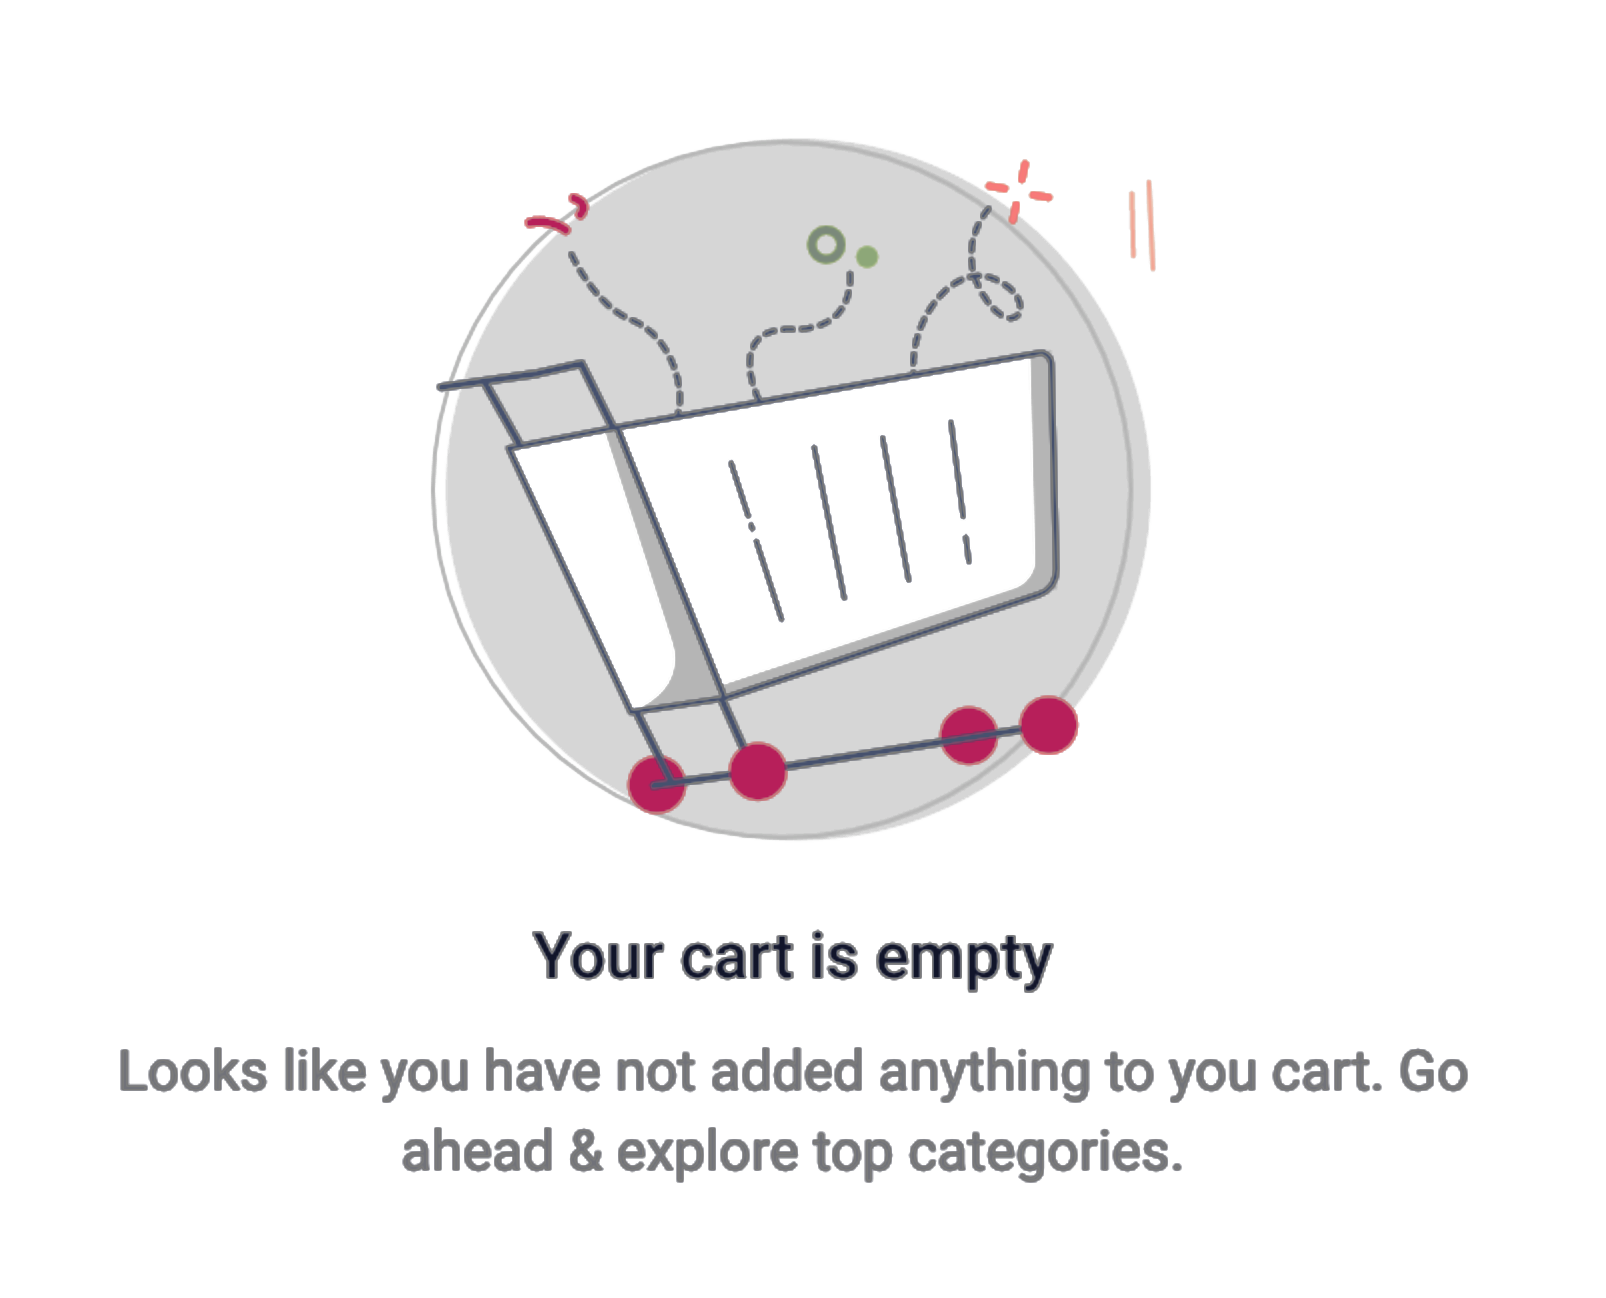 Your cart is empty
Looks like you have not added anything to you cart. Go
ahead & explore top categories.